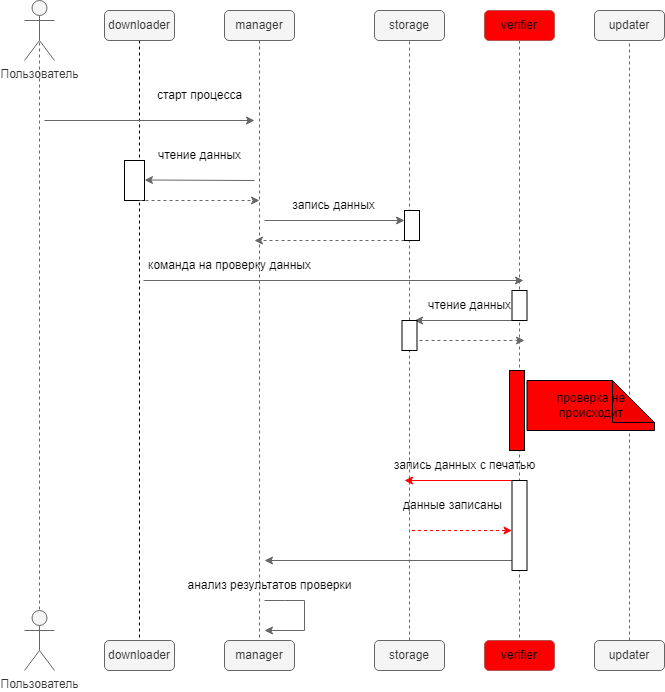 downloader
manager
storage
verifier
updater
Пользователь
старт процесса
чтение данных
запись данных
команда на проверку данных
чтение данных
проверка не
происходит
запись данных с печатью
данные записаны
анализ результатов проверки
downloader
manager
storage
verifier
updater
Пользователь